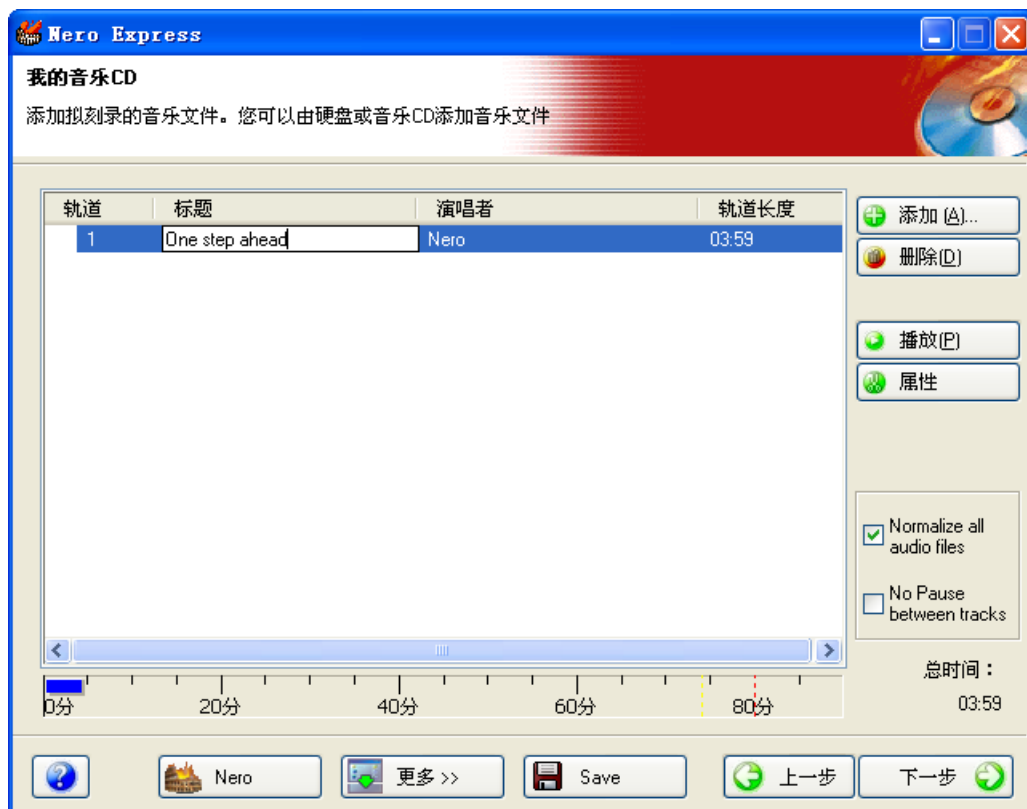 Nero Express
我的音乐CD
添加拟刻录的音乐文件。您可以由硬盘或音乐CD添加音乐文件
轨道 标题 演唱者 轨道长度
1 One step ahead Nero 03:59
添加 (A)...
删除(D)
播放(P)
属性
Normalize all
audio files
No Pause
between tracks
总时间：
03:59
0分 20分 40分 60分 80分
? Nero 更多 >> Save 上一步 下一步